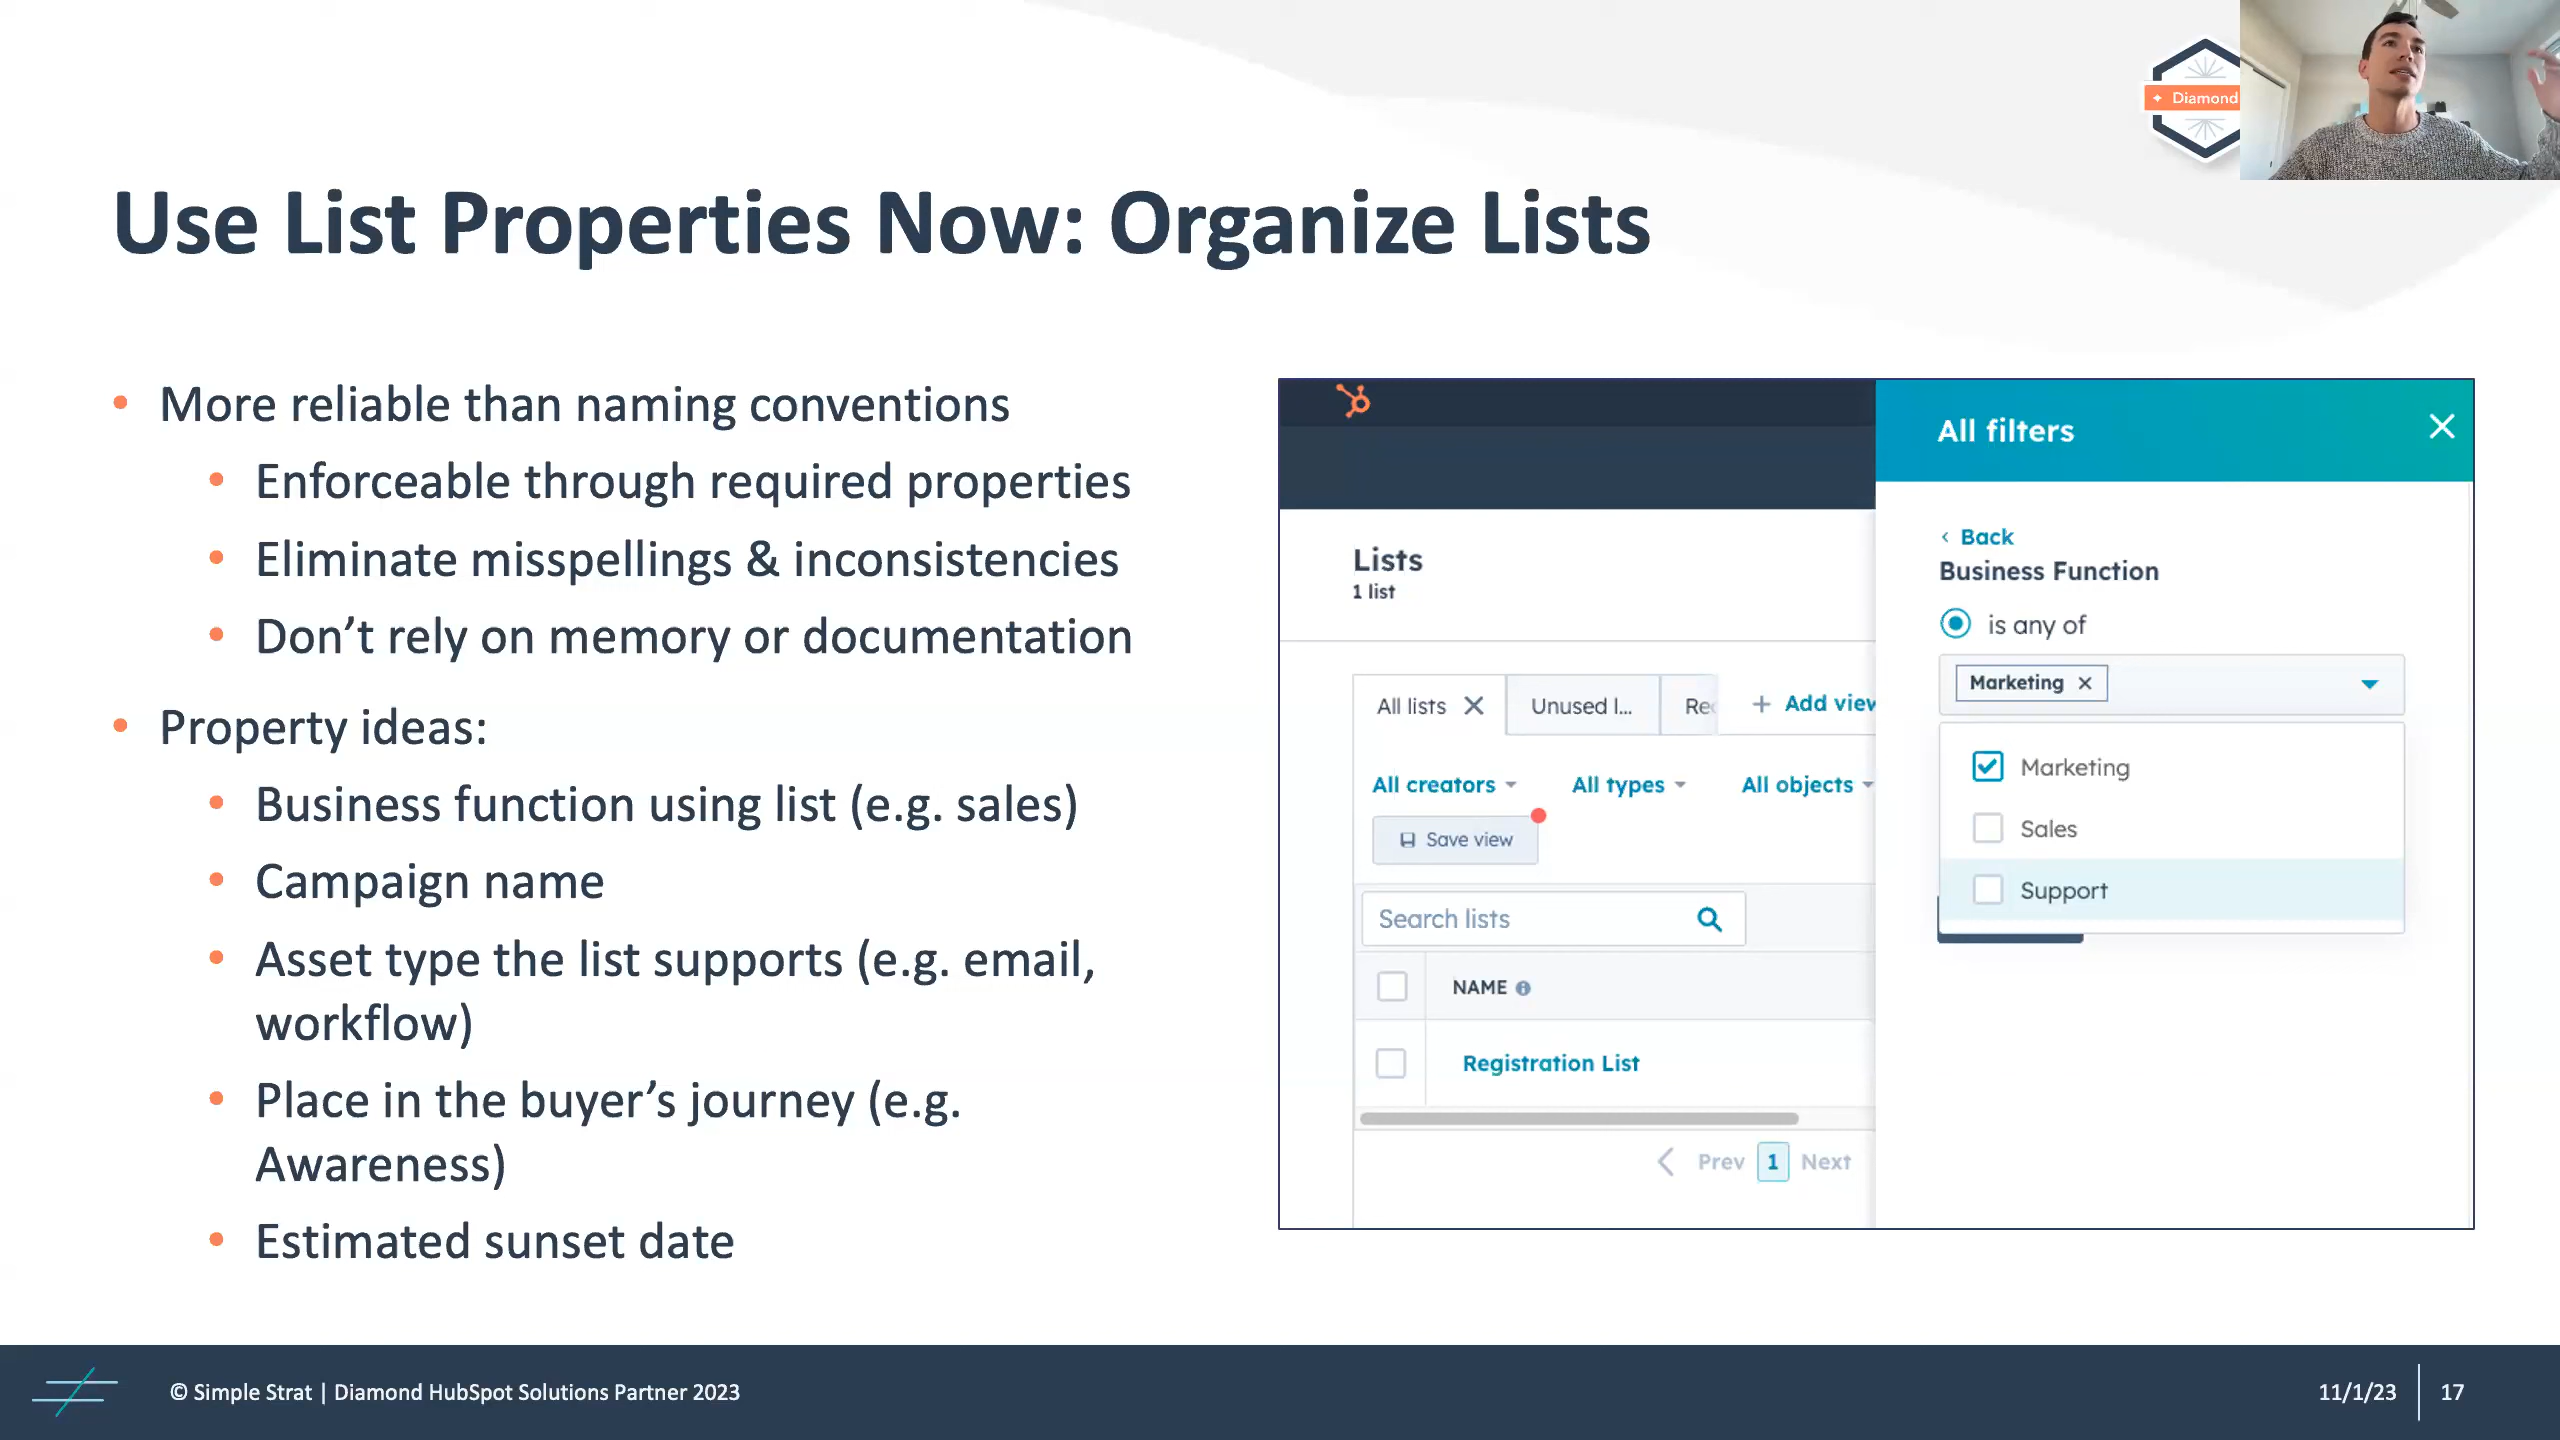 Diamond
Use List Properties Now: Organize Lists
• More reliable than naming conventions
• Enforceable through required properties
• Eliminate misspellings & inconsistencies
• Don’t rely on memory or documentation
• Property ideas:
• Business function using list (e.g. sales)
• Campaign name
• Asset type the list supports (e.g. email,
workflow)
• Place in the buyer’s journey (e.g.
Awareness)
• Estimated sunset date
Lists
1 list
All lists
Unused l...
Rec
+ Add view
All creators
All types
All objects
Save view
Search lists
NAME
Registration List
Prev 1 Next
All filters
Back
Business Function
is any of
Marketing
Marketing
Sales
Support
© Simple Strat | Diamond HubSpot Solutions Partner 2023
11/1/23
17